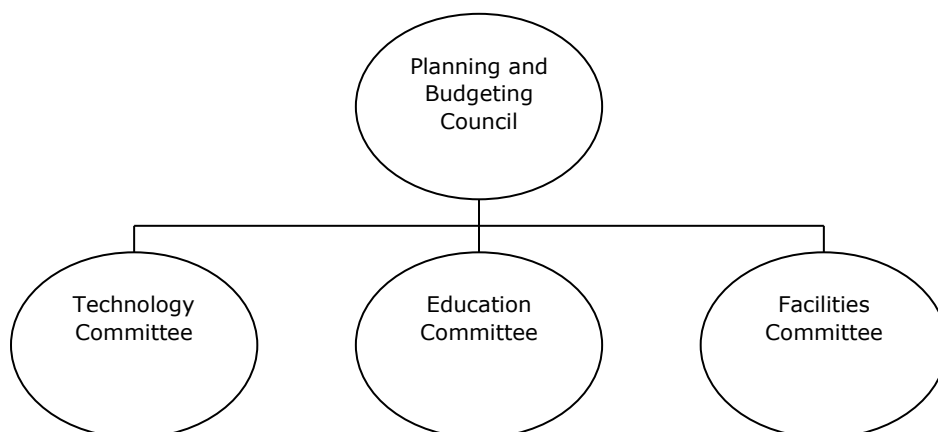 Planning and
Budgeting
Council
Technology
Committee
Education
Committee
Facilities
Committee